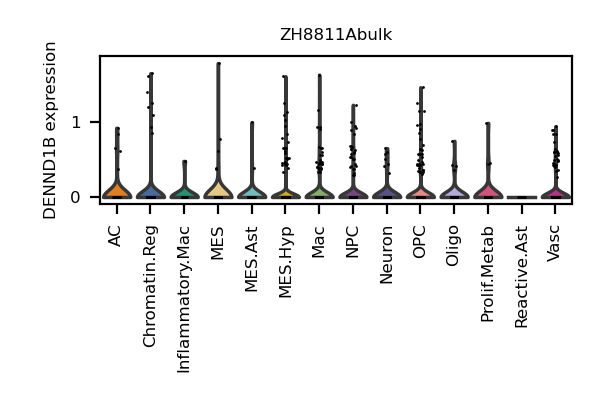 ZH8811Abulk
DENND1B expression
1
0
AC
Chromatin.Reg
Inflammatory.Mac
MES
MES.Ast
MES.Hyp
Mac
NPC
Neuron
OPC
Oligo
Prolif.Metab
Reactive.Ast
Vasc